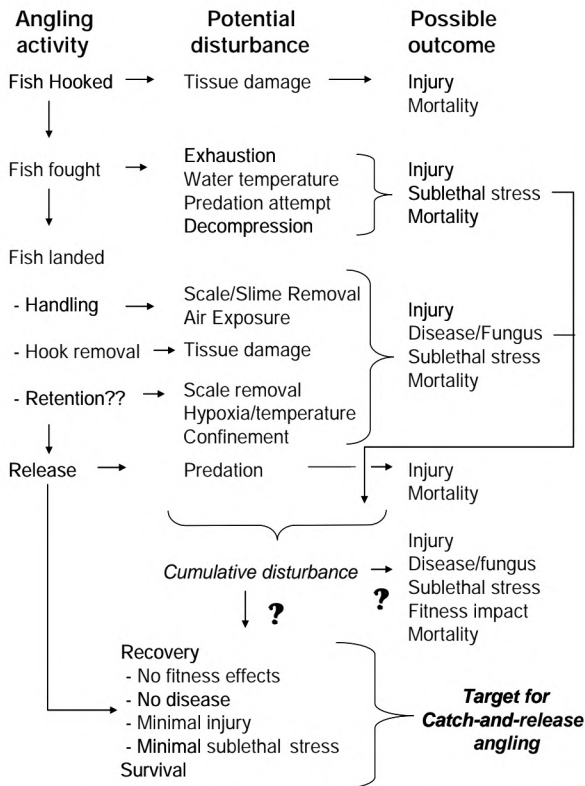 Angling activity
Potential disturbance
Possible outcome
Fish Hooked
Tissue damage
Injury
Mortality
Fish fought
Exhaustion
Water temperature
Predation attempt
Decompression
Injury
Sublethal stress
Mortality
Fish landed
- Handling
Scale/Slime Removal
Air Exposure
- Hook removal
Tissue damage
- Retention??
Scale removal
Hypoxia/temperature
Confinement
Injury
Disease/Fungus
Sublethal stress
Mortality
Release
Predation
Injury
Mortality
Cumulative disturbance
?
?
Injury
Disease/fungus
Sublethal stress
Fitness impact
Mortality
Recovery
- No fitness effects
- No disease
- Minimal injury
- Minimal sublethal stress
Survival
Target for
Catch-and-release
angling